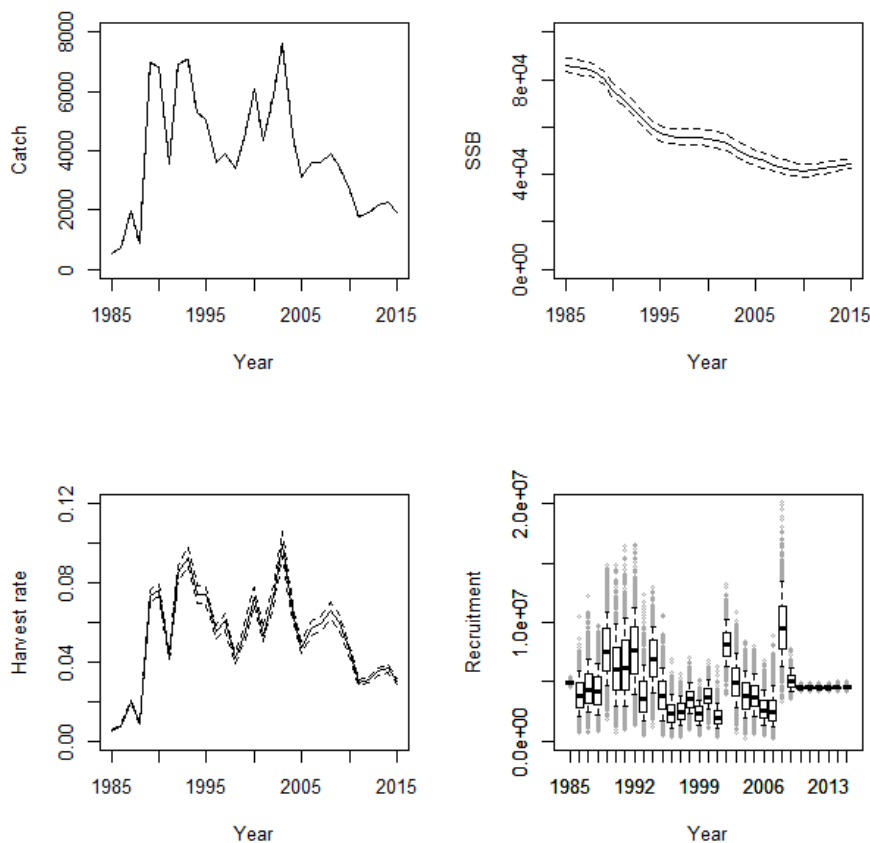 Catch
8000
6000
4000
2000
0
1985 1995 2005 2015
Year
SSB
8e+04
4e+04
0e+00
1985 1995 2005 2015
Year
Harvest rate
0.12
0.08
0.04
0.00
1985 1995 2005 2015
Year
Recruitment
2.0e+07
1.0e+07
0.0e+00
1985 1992 1999 2006 2013
Year